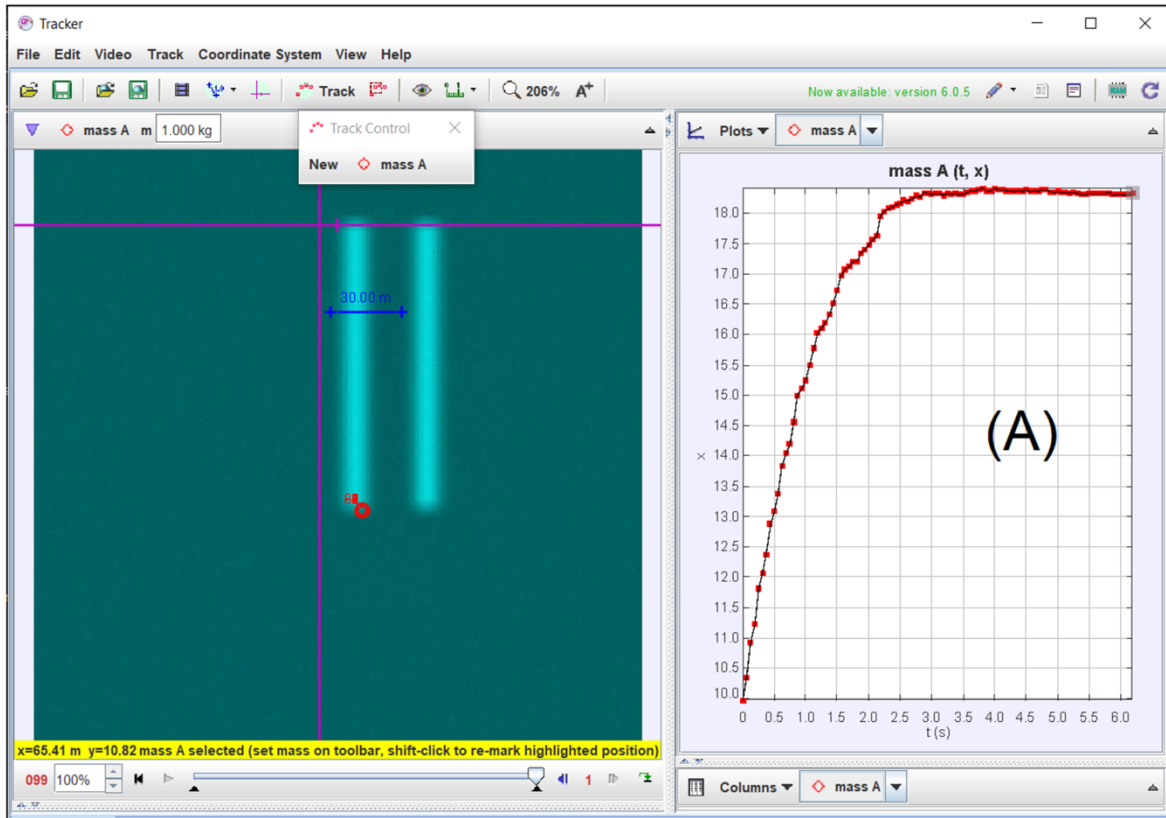 Tracker
File Edit Video Track Coordinate System View Help
Track 206% A+ Now available: version 6.0.5
mass A m 1.000 kg
Track Control
New mass A
30.00 m
x=65.41 m y=10.82 mass A selected (set mass on toolbar, shift-click to re-mark highlighted position)
099 100% 1
Plots mass A
mass A (t, x)
18.0
17.5
17.0
16.5
16.0
15.5
15.0
14.5
14.0
13.5
13.0
12.5
12.0
11.5
11.0
10.5
10.0
x
(A)
0 0.5 1.0 1.5 2.0 2.5 3.0 3.5 4.0 4.5 5.0 5.5 6.0
t (s)
Columns mass A